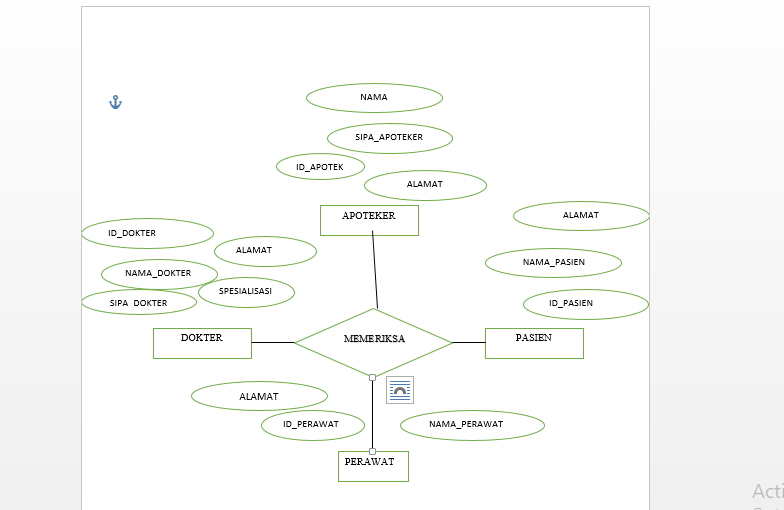 NAMA
SIPA_APOTEKER
ID_APOTEK
ALAMAT
APOTEKER
ALAMAT
ID_DOKTER
ALAMAT
NAMA_PASIEN
NAMA_DOKTER
SPESIALISASI
SIPA DOKTER
ID_PASIEN
DOKTER
MEMERIKSA
PASIEN
ALAMAT
ID_PERAWAT
NAMA_PERAWAT
PERAWAT
Acti